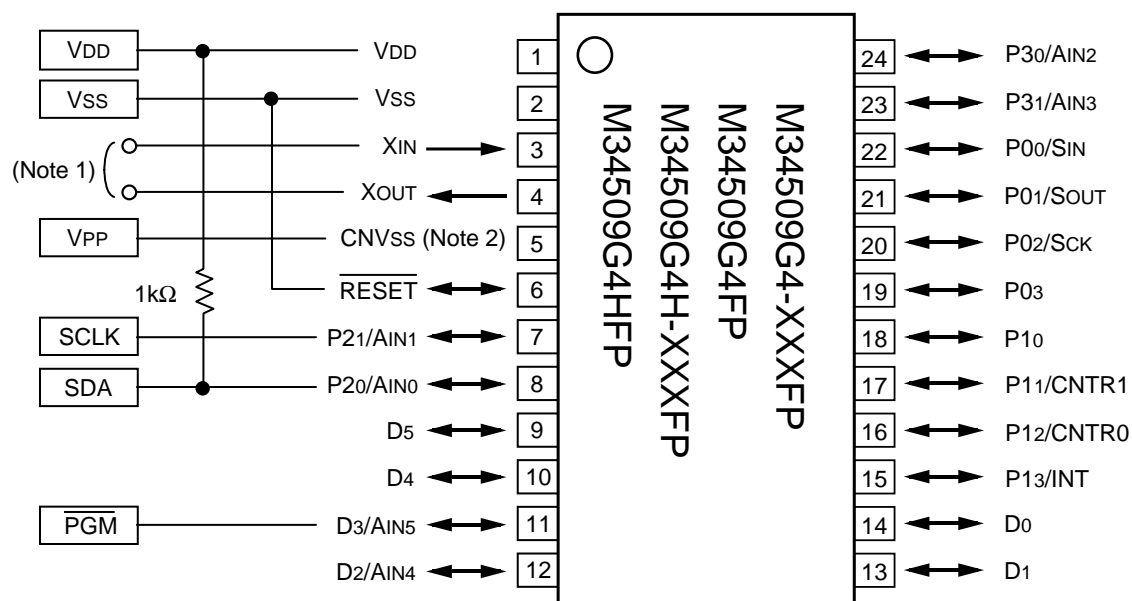 VDD VDD 1 24 P30/AIN2
VSS VSS 2 23 P31/AIN3
(Note 1) XIN 3 22 P00/SIN
XOUT 4 21 P01/SOUT
VPP CNVSS (Note 2) 5 20 P02/SCK
1kΩ RESET 6 19 P03
SCLK P21/AIN1 7 18 P10
SDA P20/AIN0 8 17 P11/CNTR1
D5 9 16 P12/CNTR0
D4 10 15 P13/INT
PGM D3/AIN5 11 14 D0
D2/AIN4 12 13 D1
M34509G4-XXXFP
M34509G4FP
M34509G4H-XXXFP
M34509G4HFP